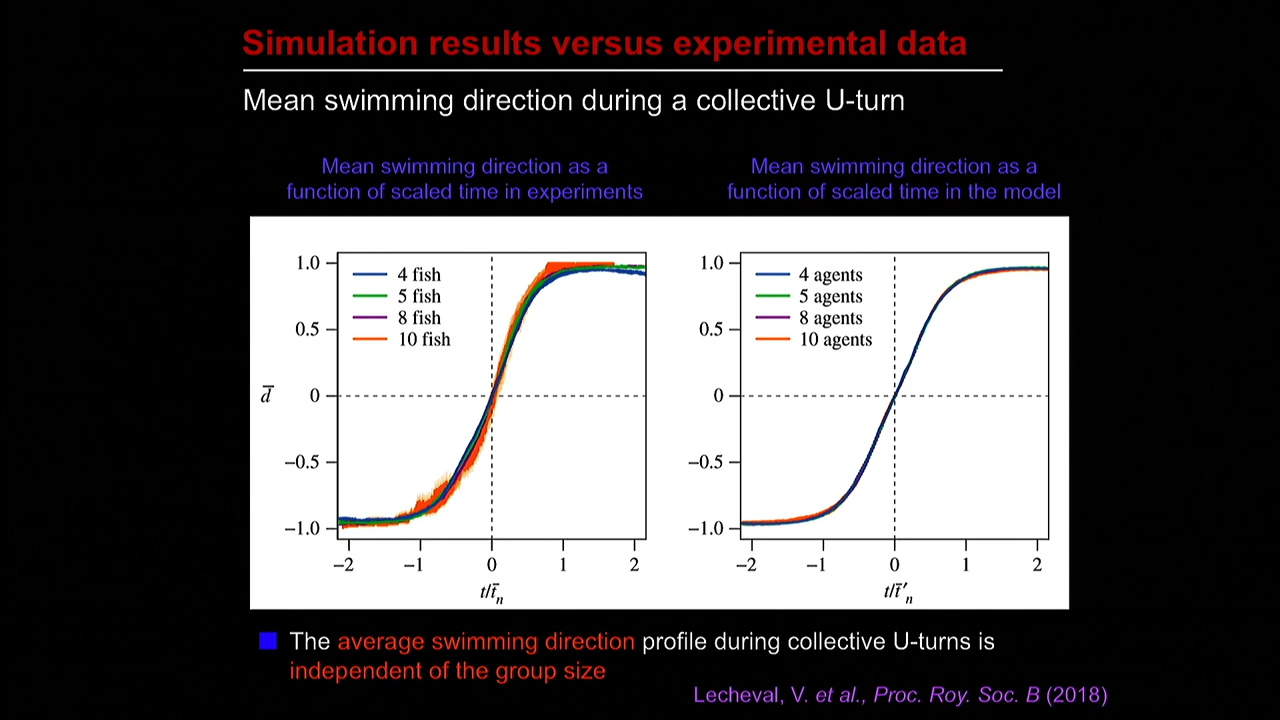 Simulation results versus experimental data
Mean swimming direction during a collective U-turn
Mean swimming direction as a
function of scaled time in experiments
Mean swimming direction as a
function of scaled time in the model
1.0
0.5
0
−0.5
−1.0
d̄
4 fish
5 fish
8 fish
10 fish
−2 −1 0 1 2
t/t̄n
1.0
0.5
0
−0.5
−1.0
4 agents
5 agents
8 agents
10 agents
−2 −1 0 1 2
t/t̄′n
The average swimming direction profile during collective U-turns is
independent of the group size
Lecheval, V. et al., Proc. Roy. Soc. B (2018)